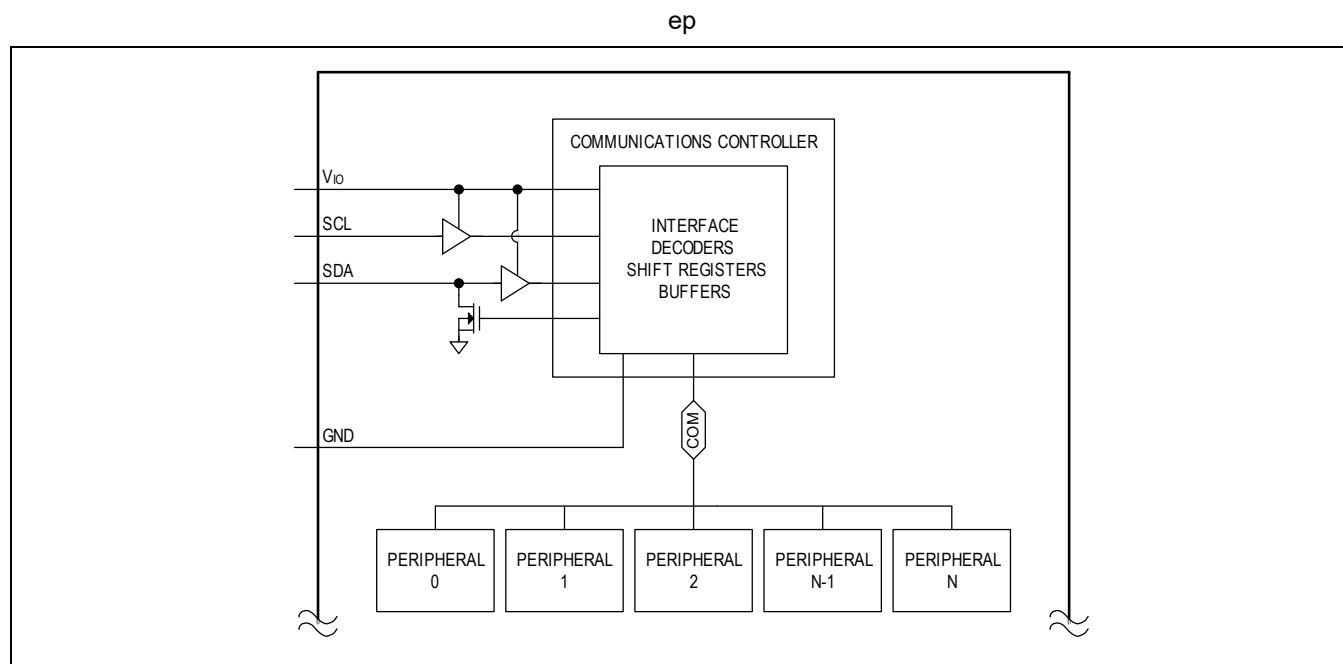 ep
COMMUNICATIONS CONTROLLER
VIO
SCL
SDA
INTERFACE
DECODERS
SHIFT REGISTERS
BUFFERS
GND
COM
PERIPHERAL
0
PERIPHERAL
1
PERIPHERAL
2
PERIPHERAL
N-1
PERIPHERAL
N